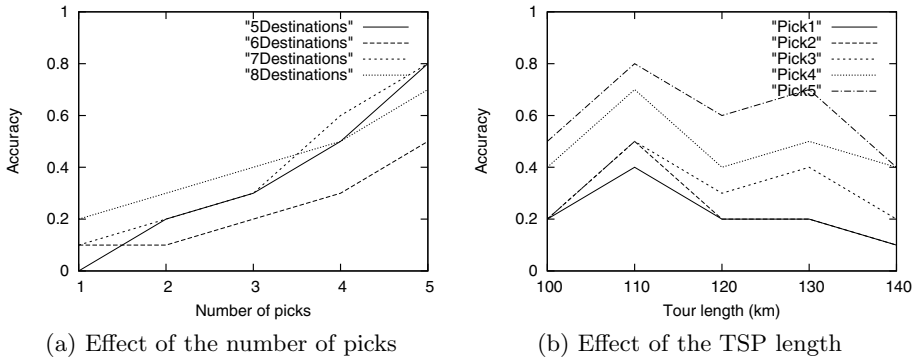 1
0.8
0.6
0.4
0.2
0
Accuracy
"5Destinations"
"6Destinations"
"7Destinations"
"8Destinations"
1 2 3 4 5
Number of picks
(a) Effect of the number of picks
1
0.8
0.6
0.4
0.2
0
Accuracy
"Pick1"
"Pick2"
"Pick3"
"Pick4"
"Pick5"
100 110 120 130 140
Tour length (km)
(b) Effect of the TSP length